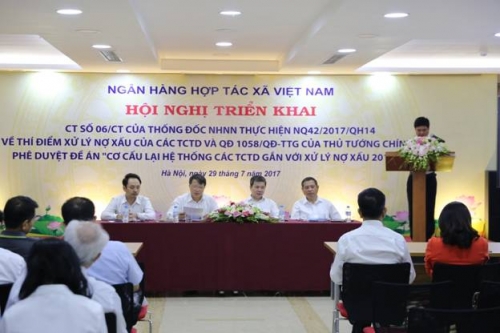 NGÂN HÀNG HỢP TÁC XÃ VIỆT NAM
HỘI NGHỊ TRIỂN KHAI
CT SỐ 06/CT CỦA THỐNG ĐỐC NHNN THỰC HIỆN NQ42/2017/QH14
VỀ THÍ ĐIỂM XỬ LÝ NỢ XẤU CỦA CÁC TCTD VÀ QĐ 1058/QĐ-TTG CỦA THỦ TƯỚNG CHÍN
PHÊ DUYỆT ĐỀ ÁN "CƠ CẤU LẠI HỆ THỐNG CÁC TCTD GẮN VỚI XỬ LÝ NỢ XẤU 20
Hà Nội, ngày 29 tháng 7 năm 2017